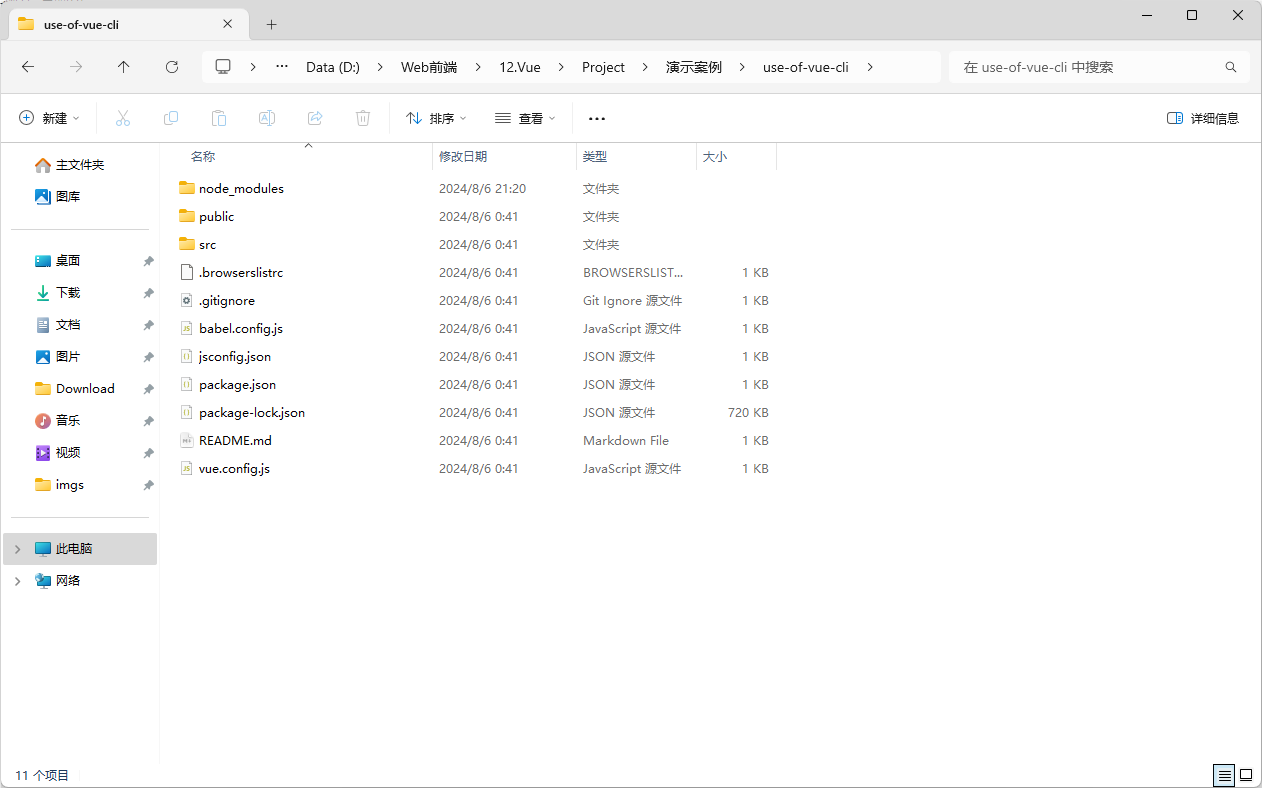 use-of-vue-cli
Data (D:) Web前端 12.Vue Project 演示案例 use-of-vue-cli 在 use-of-vue-cli 中搜索
新建 排序 查看 详细信息
主文件夹
图库
桌面
下载
文档
图片
Download
音乐
视频
imgs
此电脑
网络
名称 修改日期 类型 大小
node_modules 2024/8/6 21:20 文件夹
public 2024/8/6 0:41 文件夹
src 2024/8/6 0:41 文件夹
.browserslistrc 2024/8/6 0:41 BROWSERSLIST... 1 KB
.gitignore 2024/8/6 0:41 Git Ignore 源文件 1 KB
babel.config.js 2024/8/6 0:41 JavaScript 源文件 1 KB
jsconfig.json 2024/8/6 0:41 JSON 源文件 1 KB
package.json 2024/8/6 0:41 JSON 源文件 1 KB
package-lock.json 2024/8/6 0:41 JSON 源文件 720 KB
README.md 2024/8/6 0:41 Markdown File 1 KB
vue.config.js 2024/8/6 0:41 JavaScript 源文件 1 KB
11 个项目